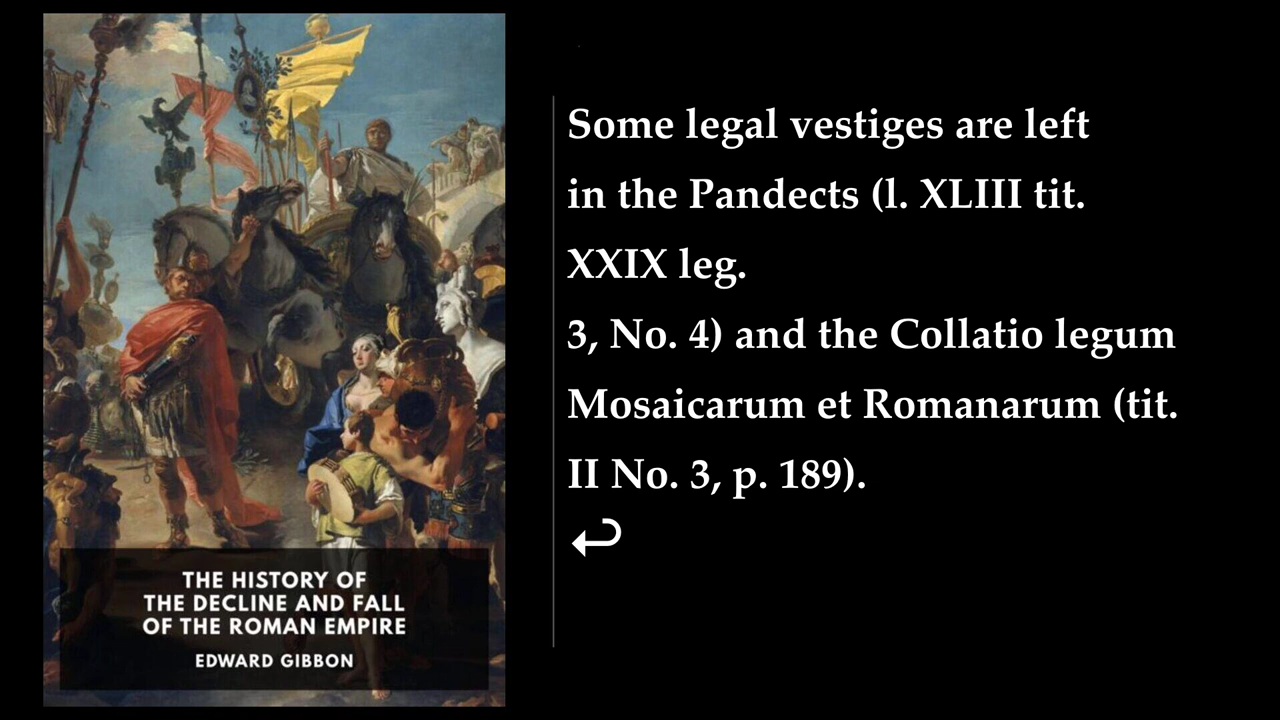 THE HISTORY OF
THE DECLINE AND FALL
OF THE ROMAN EMPIRE
EDWARD GIBBON
Some legal vestiges are left
in the Pandects (l. XLIII tit.
XXIX leg.
3, No. 4) and the Collatio legum
Mosaicarum et Romanarum (tit.
II No. 3, p. 189).
↩